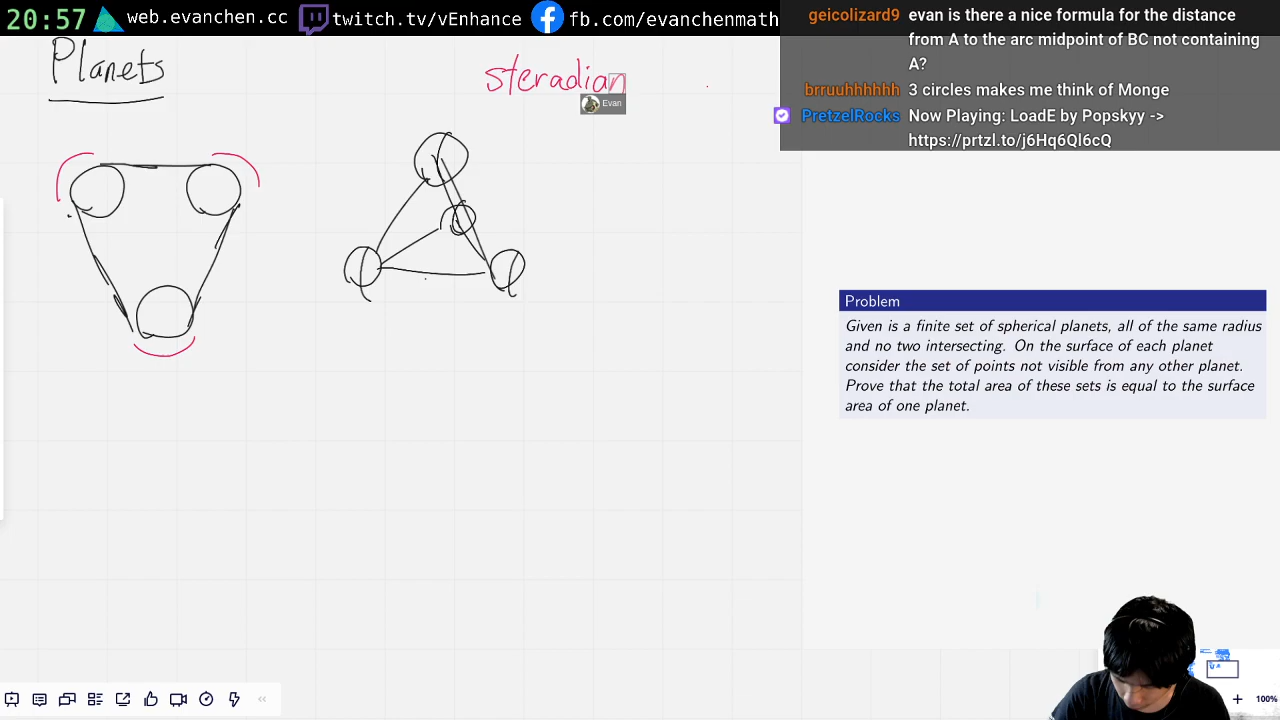 20:57 web.evanchen.cc twitch.tv/vEnhance fb.com/evanchenmath
geicolizard9 evan is there a nice formula for the distance
from A to the arc midpoint of BC not containing
A?
brruuhhhhhh 3 circles makes me think of Monge
PretzelRocks Now Playing: LoadE by Popskyy ->
https://prtzl.to/j6Hq6Ql6cQ
Planets
steradian
Evan
Problem
Given is a finite set of spherical planets, all of the same radius
and no two intersecting. On the surface of each planet
consider the set of points not visible from any other planet.
Prove that the total area of these sets is equal to the surface
area of one planet.
100%